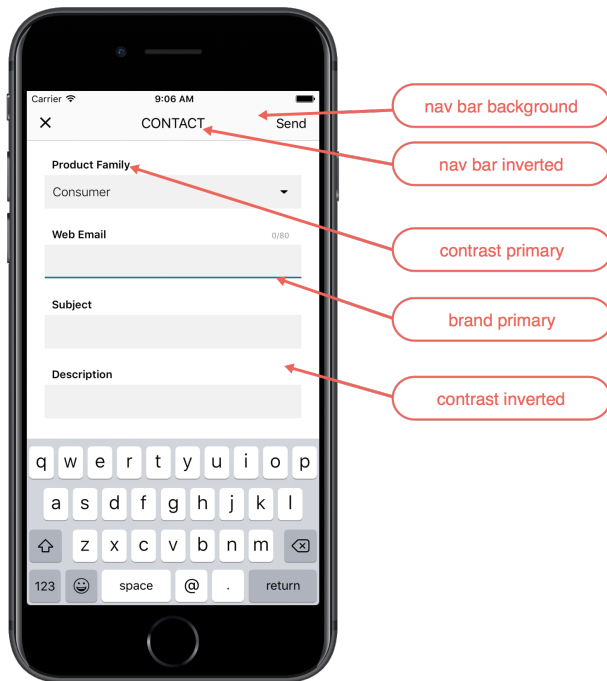 Carrier 9:06 AM
nav bar background
CONTACT Send
nav bar inverted
Product Family
Consumer
Web Email 0/80
contrast primary
Subject
brand primary
Description
contrast inverted
q w e r t y u i o p
a s d f g h j k l
z x c v b n m
123 space @ . return